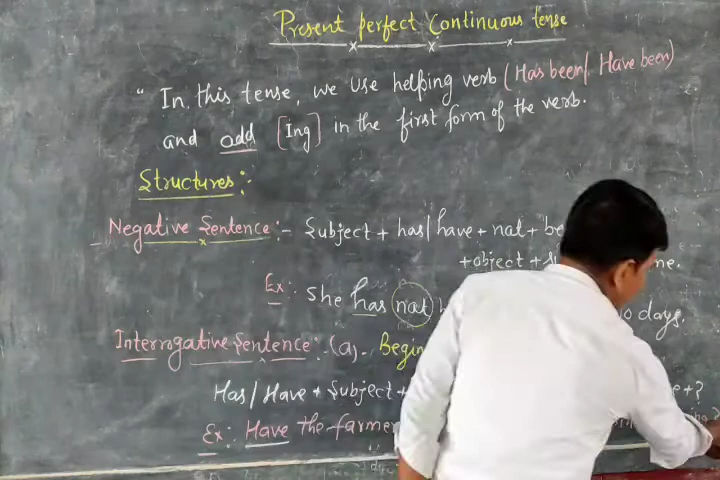 Present perfect Continuous tense
" In this tense, we use helping verb (Has been/ Have been)
and add [Ing] in the first form of the verb.
Structures:-
Negative Sentence:- Subject + has/have + not + be
+object +
Ex:- She has not 10 days.
Interrogative Sentence:- (a). Begin
Has/ Have + Subject + +?
Ex:- Have the farmer